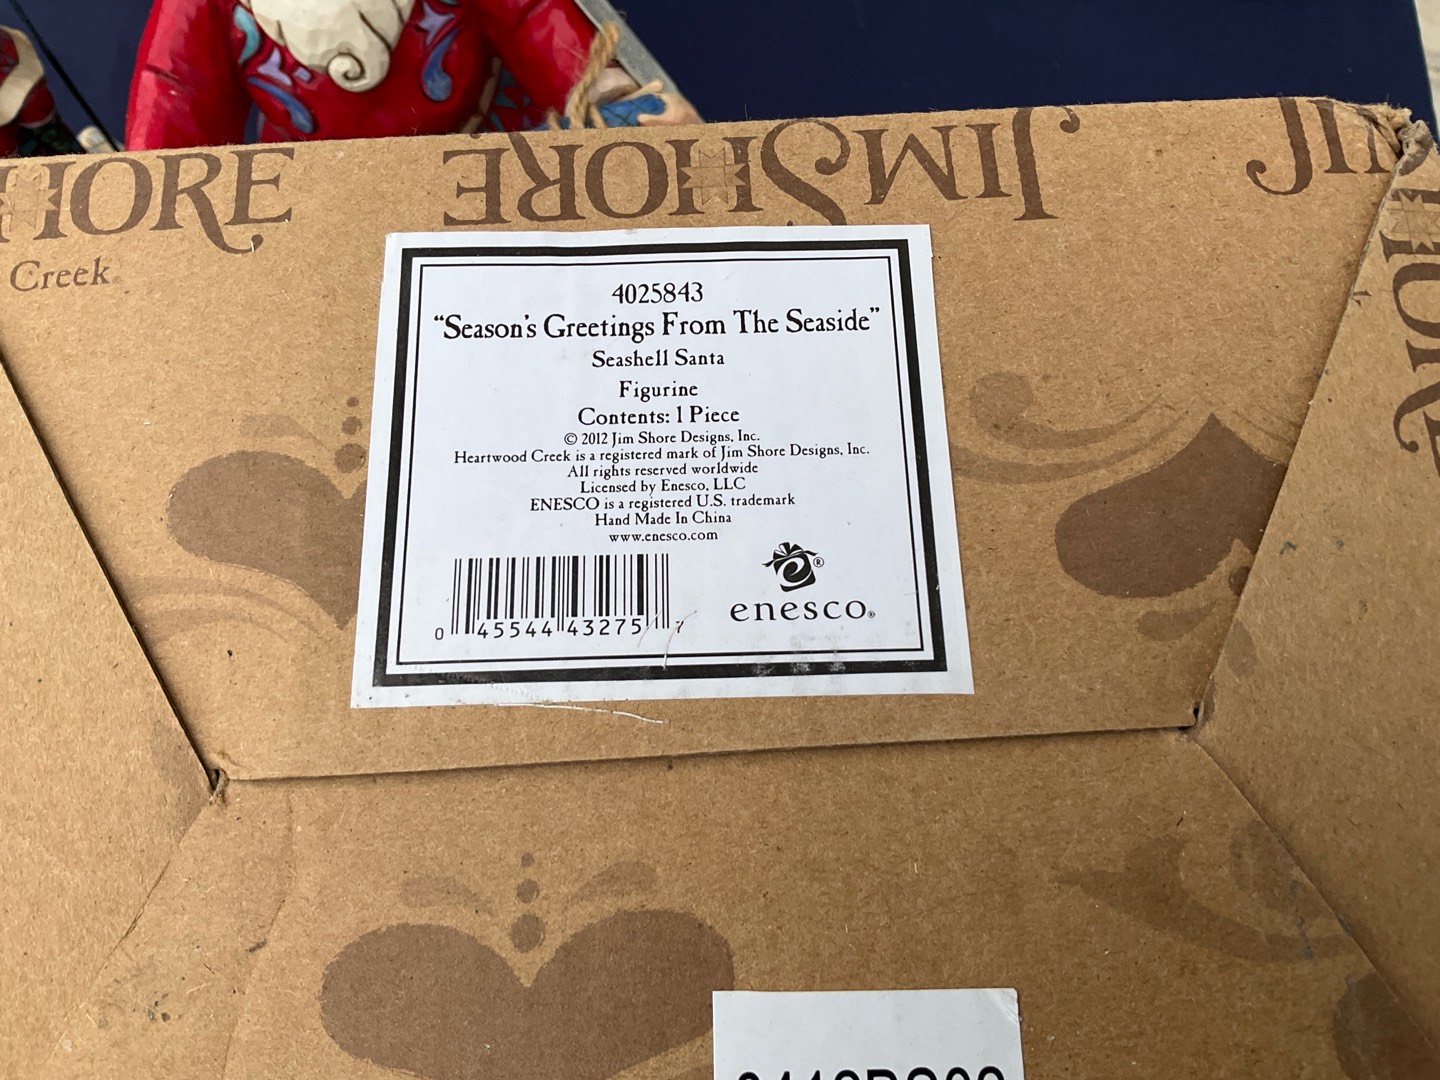 HORE
JIM SHORE
JIM
SHORE
Creek®
4025843
“Season's Greetings From The Seaside”
Seashell Santa
Figurine
Contents: 1 Piece
© 2012 Jim Shore Designs, Inc.
Heartwood Creek is a registered mark of Jim Shore Designs, Inc.
All rights reserved worldwide
Licensed by Enesco, LLC
ENESCO is a registered U.S. trademark
Hand Made In China
www.enesco.com
0 45544 43275 7
enesco®